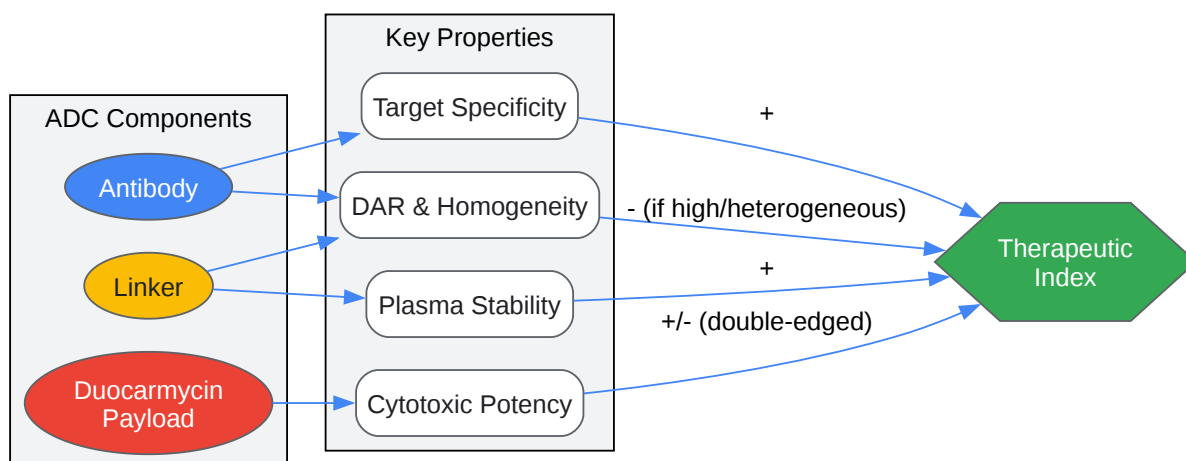 ADC Components
Antibody
Linker
Duocarmycin
Payload
Key Properties
Target Specificity
DAR & Homogeneity
Plasma Stability
Cytotoxic Potency
+
- (if high/heterogeneous)
+
+/- (double-edged)
Therapeutic
Index